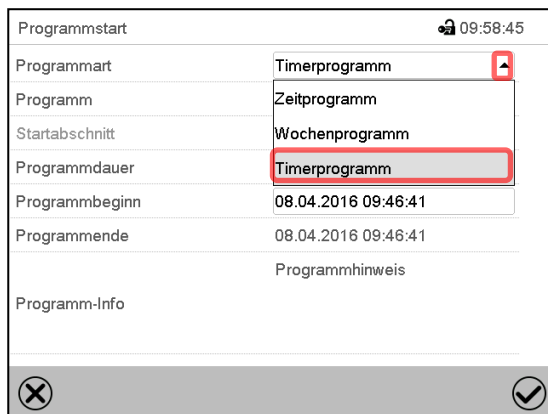 Programmstart 09:58:45
Programmart Timerprogramm
Programm Zeitprogramm
Startabschnitt Wochenprogramm
Programmdauer Timerprogramm
Programmbeginn 08.04.2016 09:46:41
Programmende 08.04.2016 09:46:41
Programmhinweis
Programm-Info